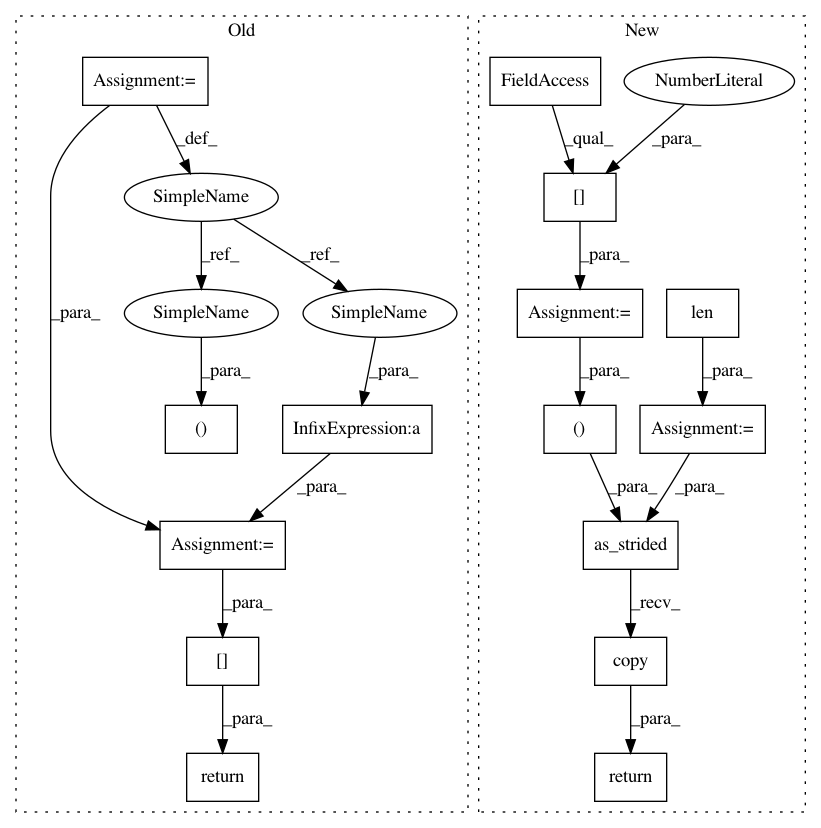 Old
New
Assignment:=
FieldAccess
NumberLiteral
_def_
_qual_
_para_
SimpleName
[]
_ref_
_ref_
_para_
_para_
SimpleName
SimpleName
Assignment:=
len
_para_
_para_
_para_
_para_
()
InfixExpression:a
()
Assignment:=
_para_
_para_
_para_
Assignment:=
as_strided
_para_
_recv_
[]
copy
_para_
_para_
return
return